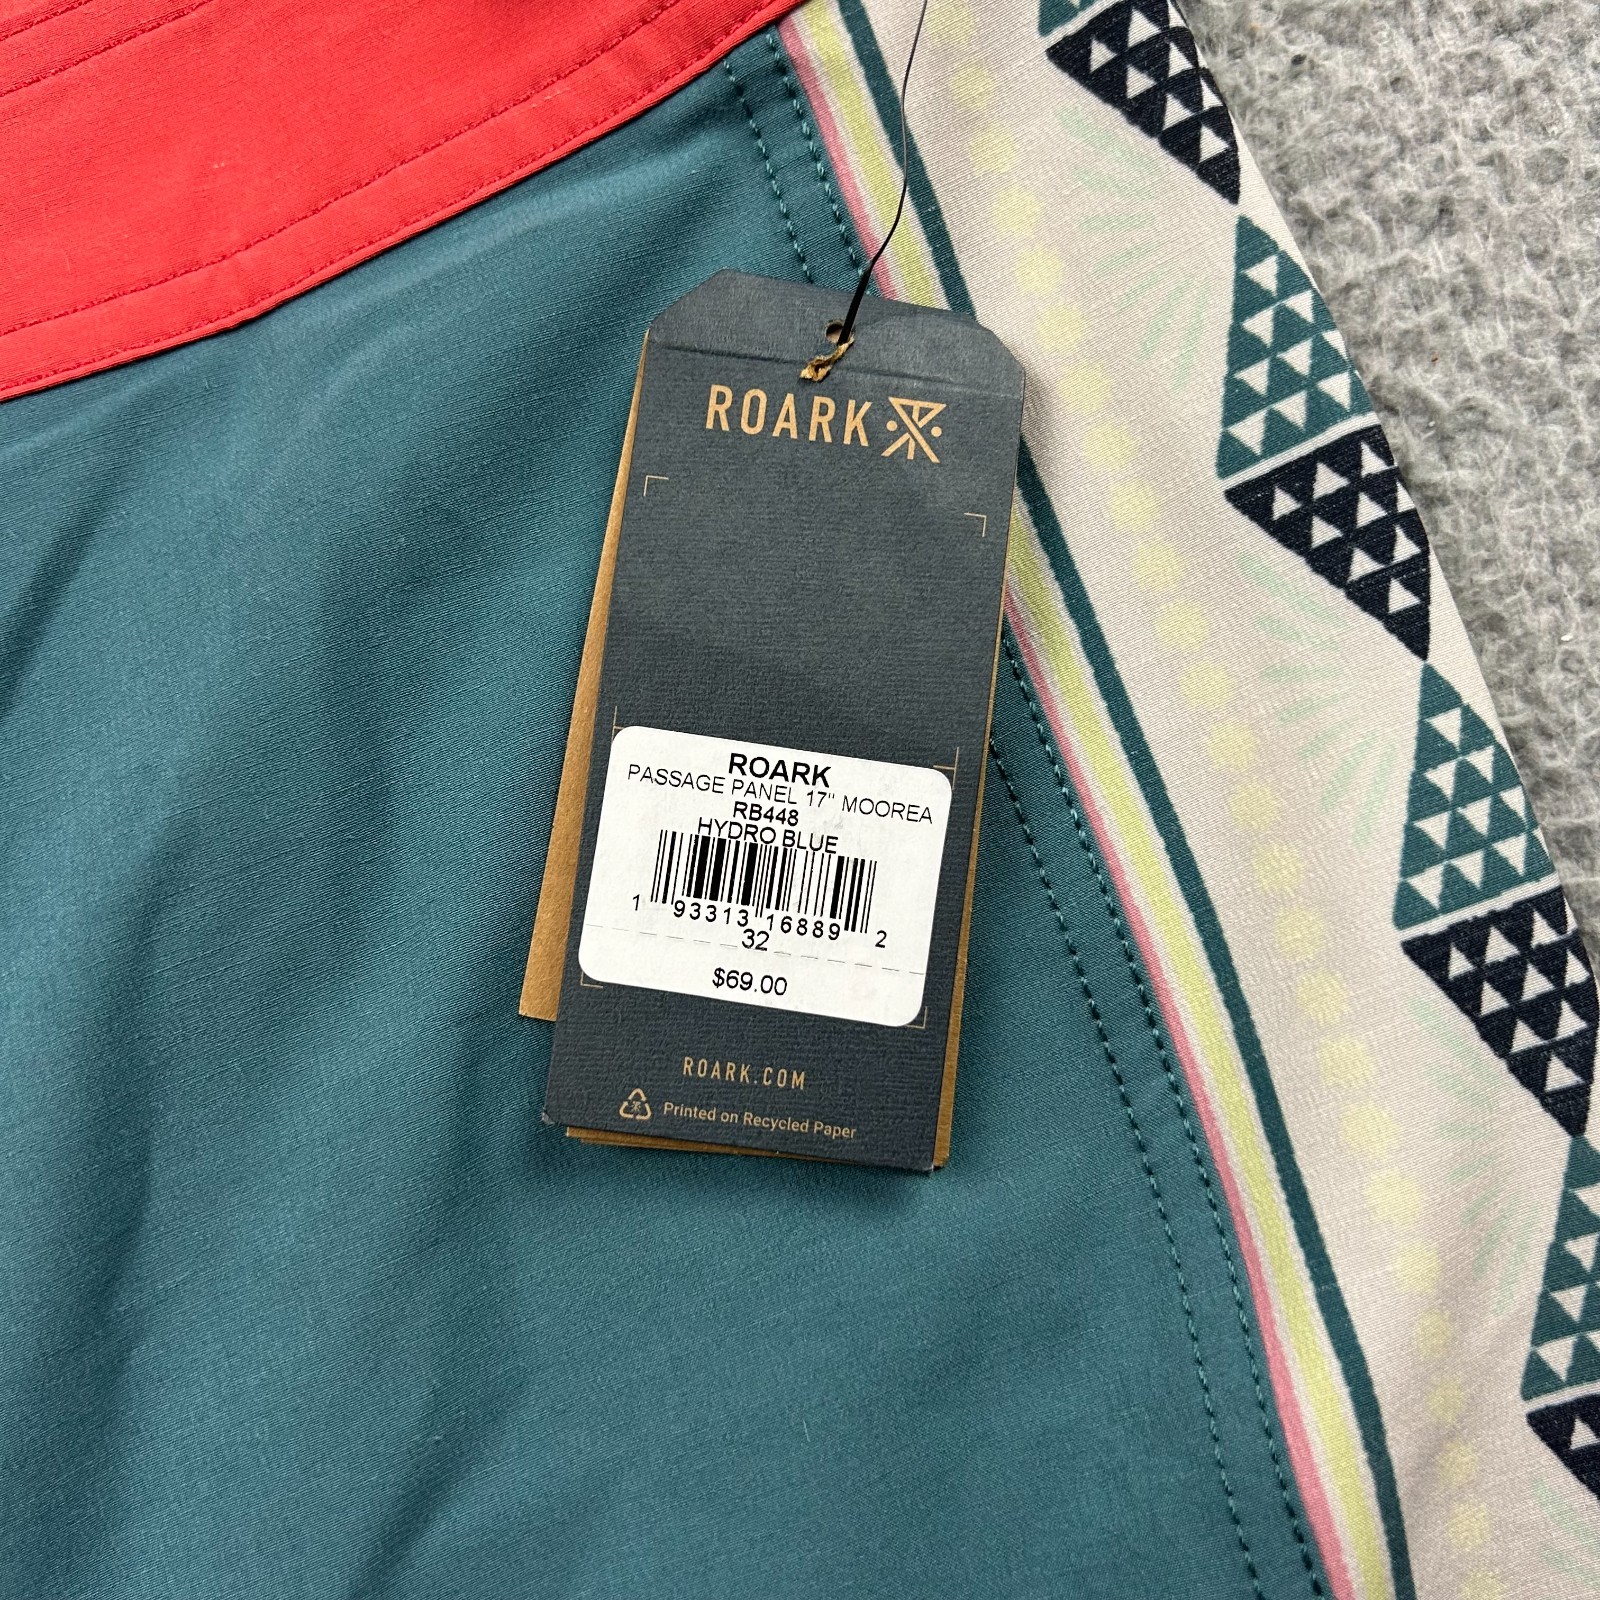 ROARK
ROARK
PASSAGE PANEL 17" MOOREA
RB448
HYDRO BLUE
1 93313 16889 2
32
$69.00
ROARK.COM
Printed on Recycled Paper